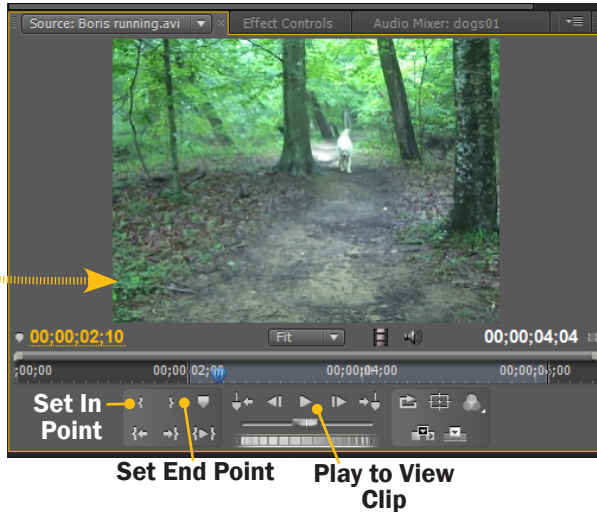 Source: Boris running.avi
Effect Controls
Audio Mixer: dogs01
00;00;02;10
Fit
00;00;04;04
;00;00
00;00;02;00
00;00;04;00
00;00;06;00
Set In
Point
Set End Point
Play to View
Clip